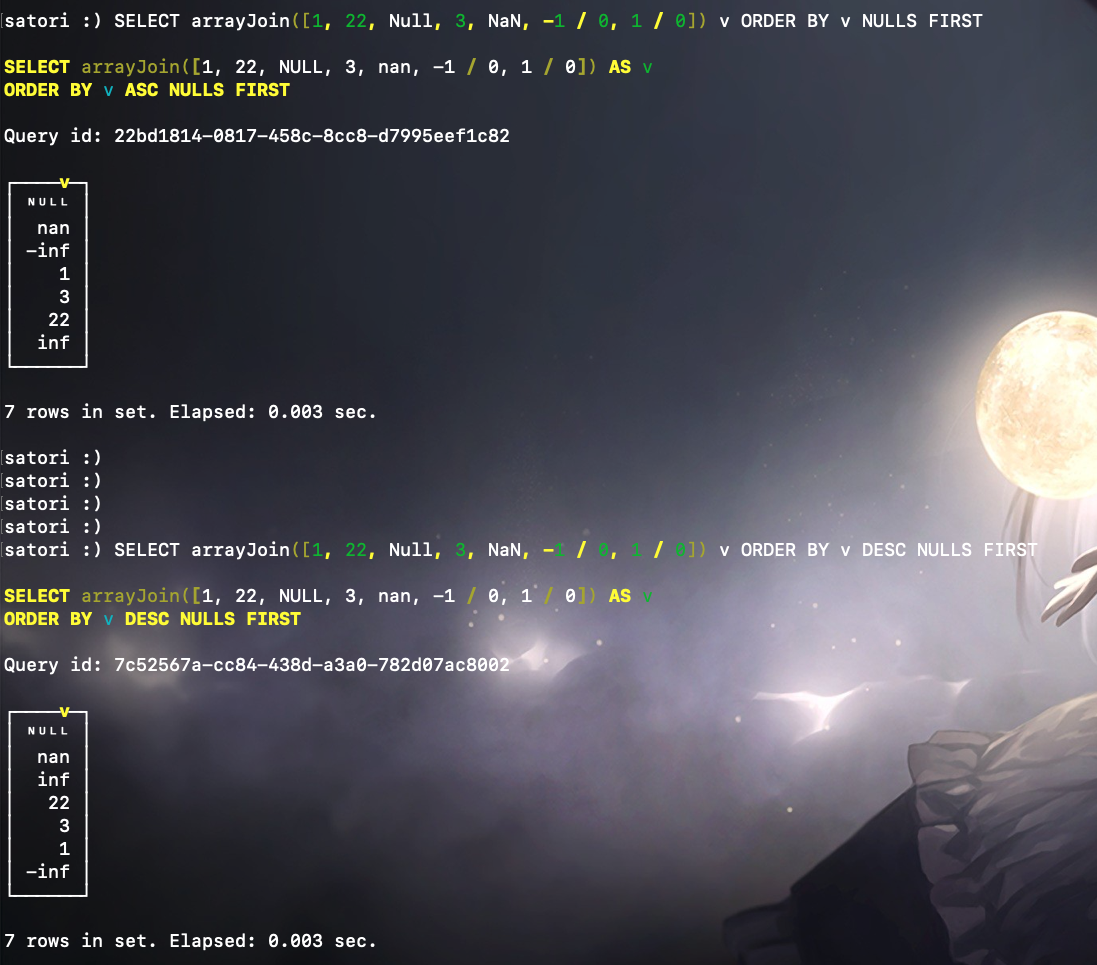 satori :) SELECT arrayJoin([1, 22, Null, 3, NaN, -1 / 0, 1 / 0]) v ORDER BY v NULLS FIRST
SELECT arrayJoin([1, 22, NULL, 3, nan, -1 / 0, 1 / 0]) AS v
ORDER BY v ASC NULLS FIRST
Query id: 22bd1814-0817-458c-8cc8-d7995eef1c82
v
ᴺᵁᴸᴸ
nan
-inf
1
3
22
inf
7 rows in set. Elapsed: 0.003 sec.
satori :)
satori :)
satori :)
satori :)
satori :) SELECT arrayJoin([1, 22, Null, 3, NaN, -1 / 0, 1 / 0]) v ORDER BY v DESC NULLS FIRST
SELECT arrayJoin([1, 22, NULL, 3, nan, -1 / 0, 1 / 0]) AS v
ORDER BY v DESC NULLS FIRST
Query id: 7c52567a-cc84-438d-a3a0-782d07ac8002
v
ᴺᵁᴸᴸ
nan
inf
22
3
1
-inf
7 rows in set. Elapsed: 0.003 sec.